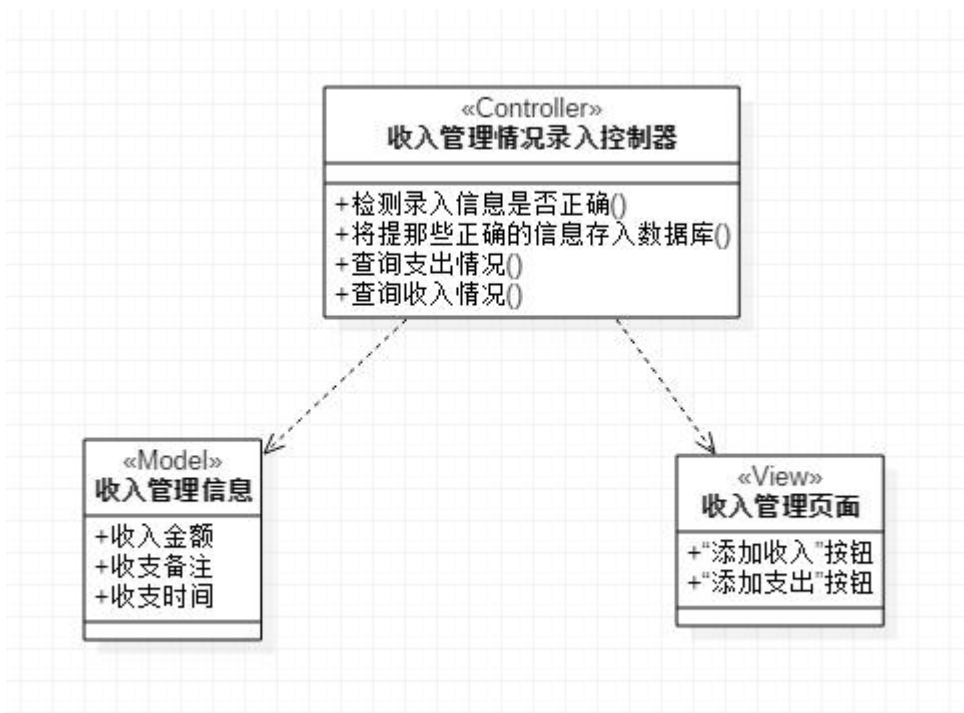 «Controller»
收入管理情况录入控制器
+检测录入信息是否正确()
+将提那些正确的信息存入数据库()
+查询支出情况()
+查询收入情况()
«Model»
收入管理信息
+收入金额
+收支备注
+收支时间
«View»
收入管理页面
+“添加收入”按钮
+“添加支出”按钮